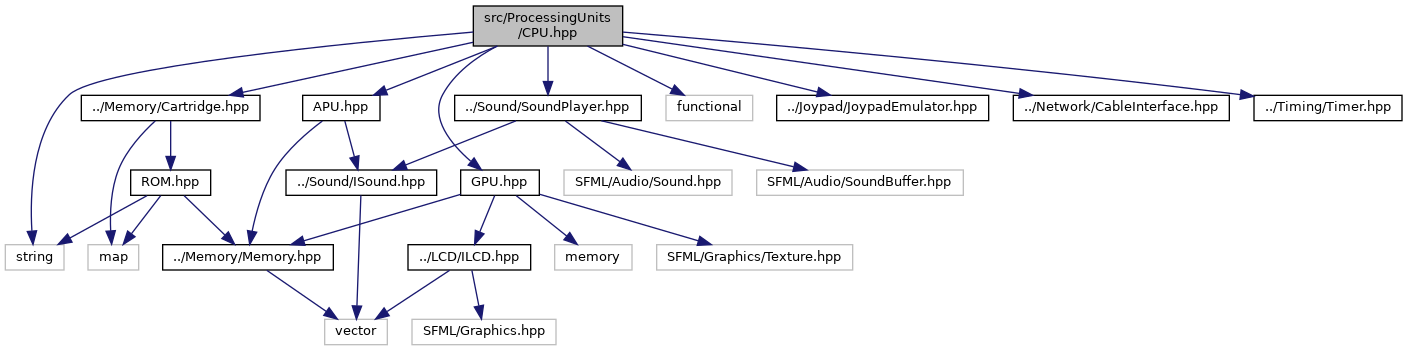 src/ProcessingUnits
/CPU.hpp
../Memory/Cartridge.hpp
APU.hpp
../Sound/SoundPlayer.hpp
functional
../Joypad/JoypadEmulator.hpp
../Network/CableInterface.hpp
../Timing/Timer.hpp
ROM.hpp
../Sound/ISound.hpp
GPU.hpp
SFML/Audio/Sound.hpp
SFML/Audio/SoundBuffer.hpp
string
map
../Memory/Memory.hpp
../LCD/ILCD.hpp
memory
SFML/Graphics/Texture.hpp
vector
SFML/Graphics.hpp